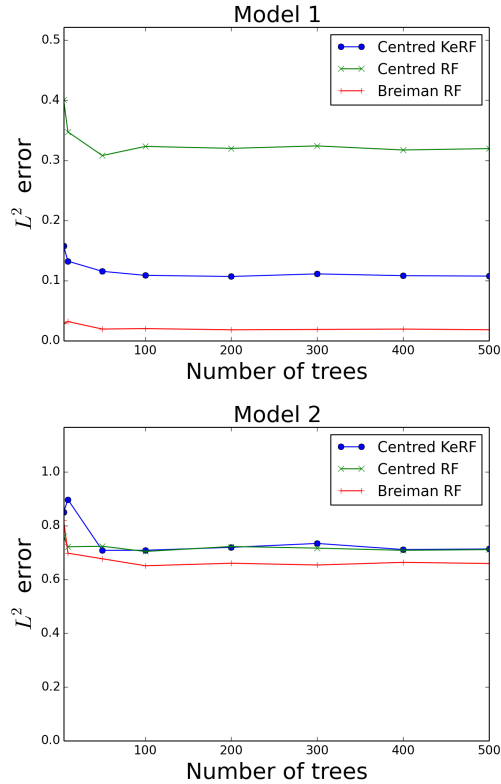 Model 1
0.5
0.4
0.3
0.2
0.1
0.0
L² error
Centred KeRF
Centred RF
Breiman RF
100 200 300 400 500
Number of trees
Model 2
1.0
0.8
0.6
0.4
0.2
0.0
L² error
Centred KeRF
Centred RF
Breiman RF
100 200 300 400 500
Number of trees